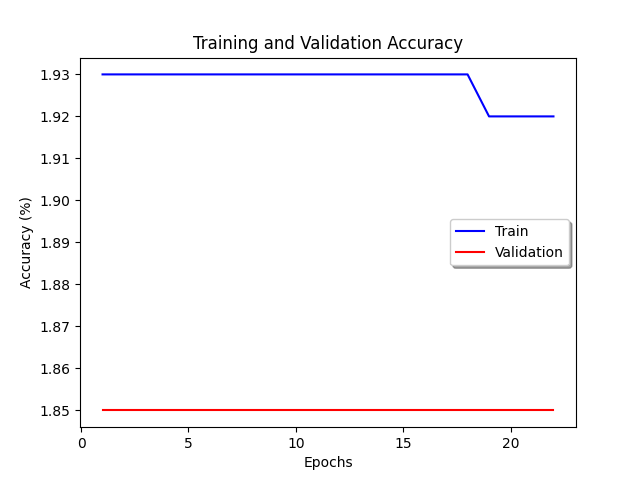 Training and Validation Accuracy
Accuracy (%)
1.93
1.92
1.91
1.90
1.89
1.88
1.87
1.86
1.85
Train
Validation
0 5 10 15 20
Epochs